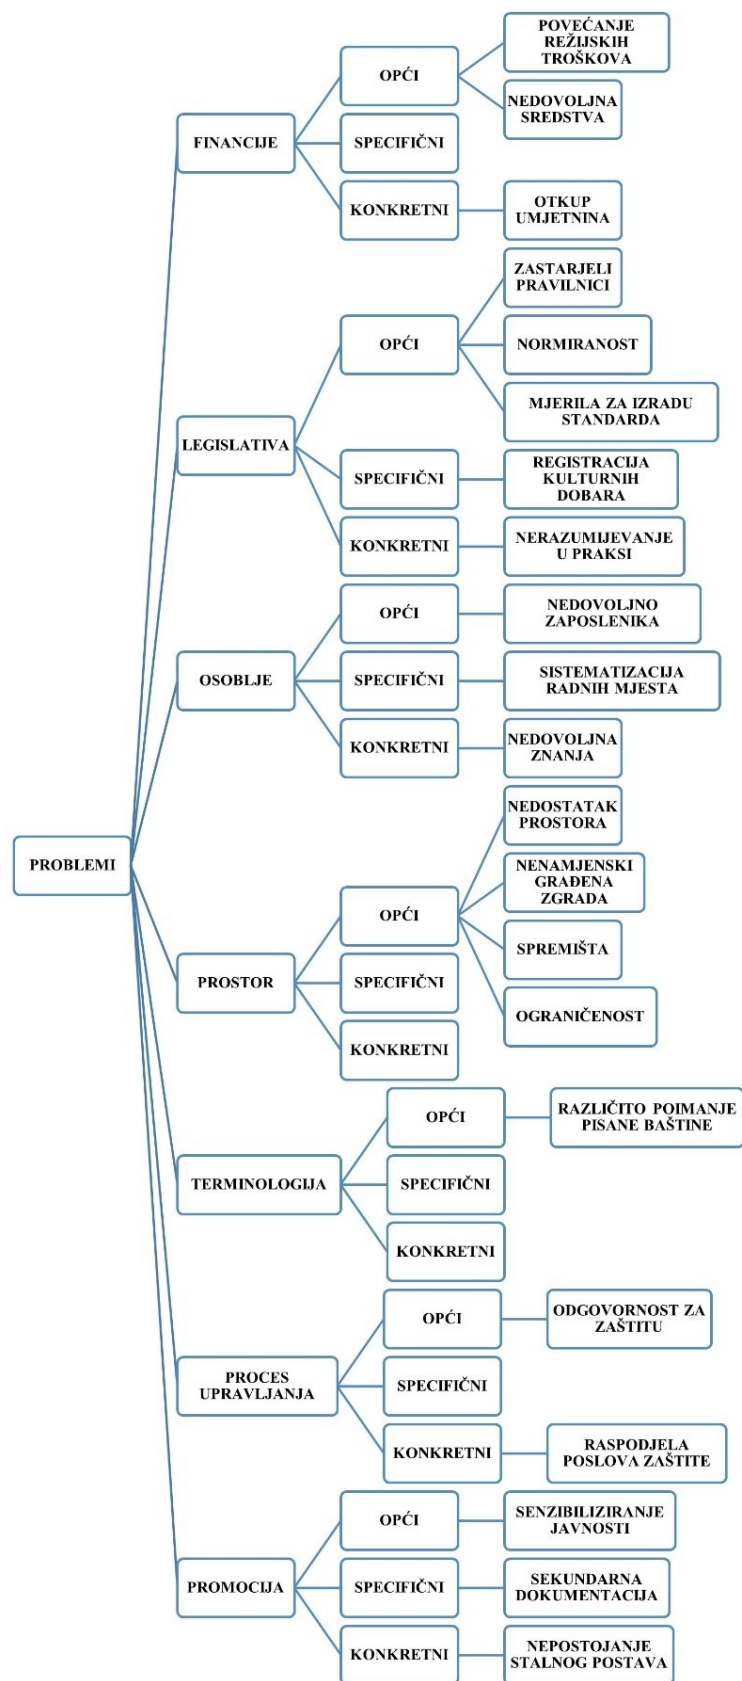 PROBLEMI
FINANCIJE
OPĆI
POVEĆANJE
REŽIJSKIH
TROŠKOVA
NEDOVOLJNA
SREDSTVA
SPECIFIČNI
KONKRETNI
OTKUP
UMJETNINA
LEGISLATIVA
OPĆI
ZASTARJELI
PRAVILNICI
NORMIRANOST
MJERILA ZA IZRADU
STANDARDA
SPECIFIČNI
REGISTRACIJA
KULTURNIH
DOBARA
KONKRETNI
NERAZUMIJEVANJE
U PRAKSI
OSOBLJE
OPĆI
NEDOVOLJNO
ZAPOSLENIKA
SPECIFIČNI
SISTEMATIZACIJA
RADNIH MJESTA
KONKRETNI
NEDOVOLJNA
ZNANJA
PROSTOR
OPĆI
NEDOSTATAK
PROSTORA
NENAMJENSKI
GRAĐENA
ZGRADA
SPREMIŠTA
OGRANIČENOST
SPECIFIČNI
KONKRETNI
TERMINOLOGIJA
OPĆI
RAZLIČITO POIMANJE
PISANE BAŠTINE
SPECIFIČNI
KONKRETNI
PROCES
UPRAVLJANJA
OPĆI
ODGOVORNOST ZA
ZAŠTITU
SPECIFIČNI
KONKRETNI
RASPODJELA
POSLOVA ZAŠTITE
PROMOCIJA
OPĆI
SENZIBILIZIRANJE
JAVNOSTI
SPECIFIČNI
SEKUNDARNA
DOKUMENTACIJA
KONKRETNI
NEPOSTOJANJE
STALNOG POSTAVA